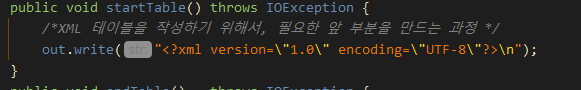 public void startTable() throws IOException {
/*XML 테이블을 작성하기 위해서, 필요한 앞 부분을 만드는 과정 */
out.write( str: "<?xml version=\"1.0\" encoding=\"UTF-8\"?>\n");
}
public void endTable() throws IOException {